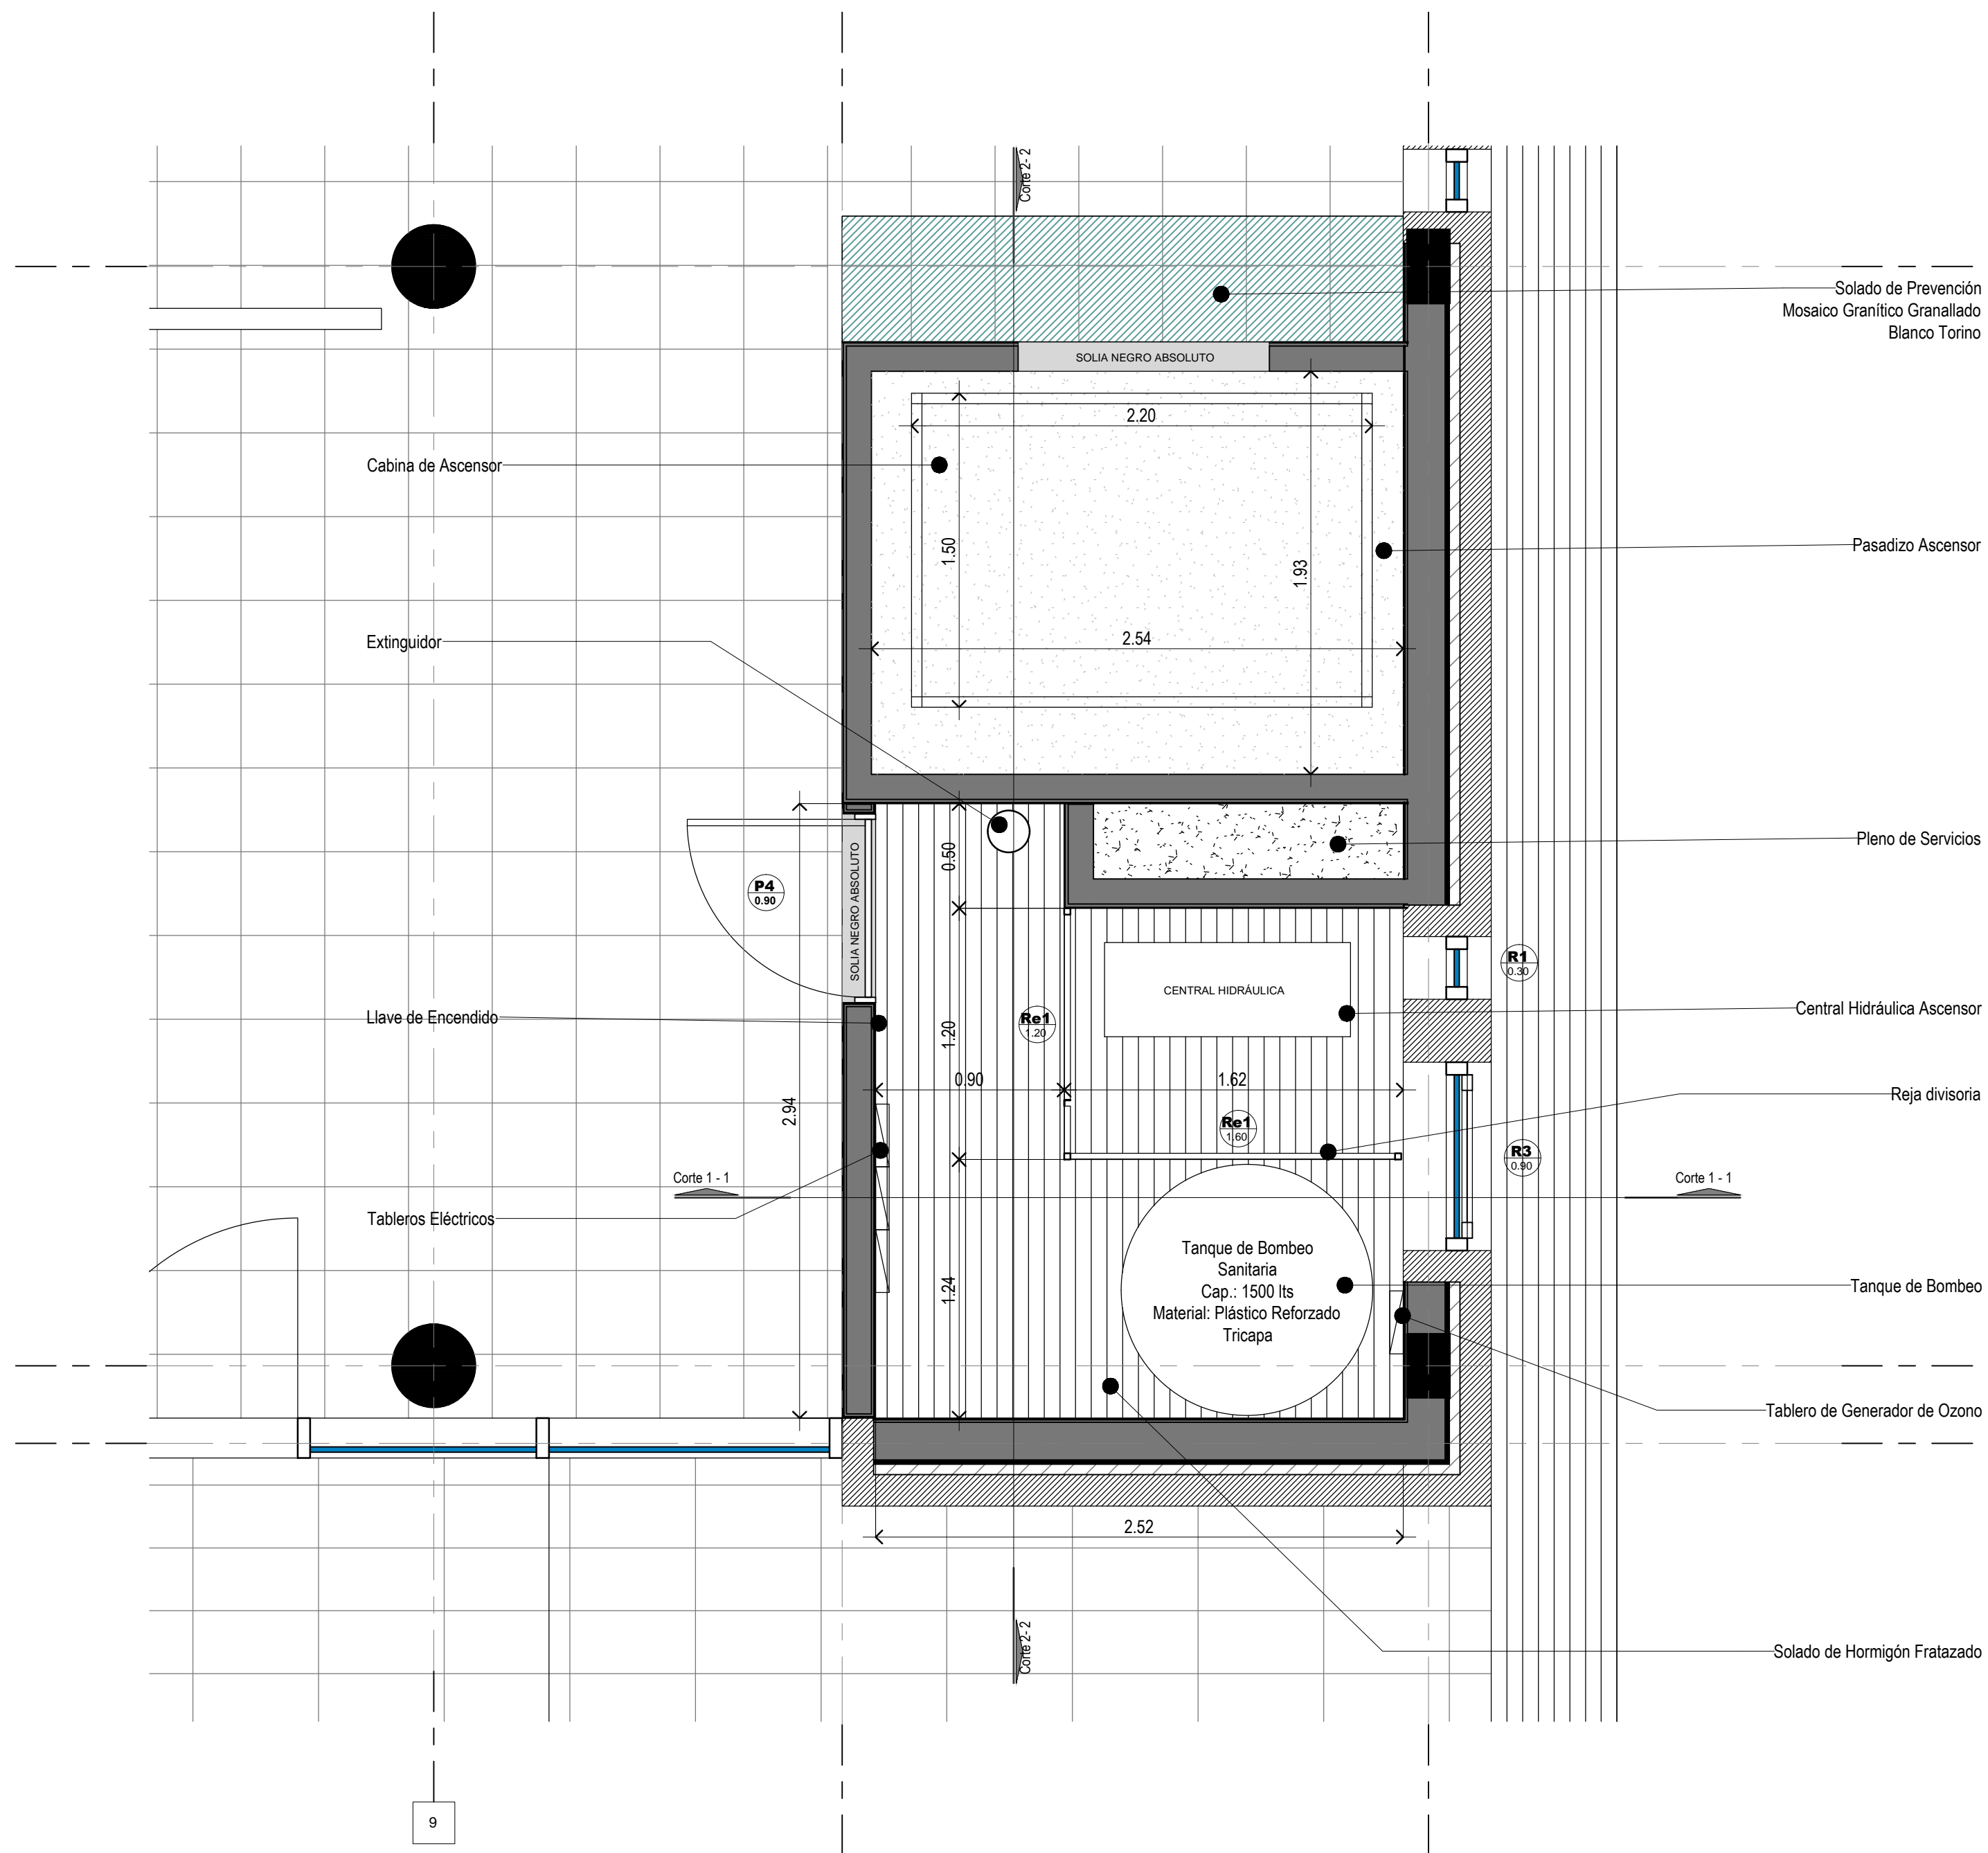 Corte 2- 2
Solado de Prevención
Mosaico Granítico Granallado
Blanco Torino
SOLIA NEGRO ABSOLUTO
2.20
Cabina de Ascensor
1.50
1.93
Pasadizo Ascensor
2.54
Extinguidor
0.50
Pleno de Servicios
SOLIA NEGRO ABSOLUTO
P4
0.90
R1
0.30
CENTRAL HIDRÁULICA
Central Hidráulica Ascensor
Llave de Encendido
Re1
1.20
1.20
0.90
1.62
2.94
Reja divisoria
Re1
1.60
R3
0.90
Corte 1 - 1
Corte 1 - 1
Tableros Eléctricos
Tanque de Bombeo
Sanitaria
Cap.: 1500 lts
Material: Plástico Reforzado
Tricapa
1.24
Tanque de Bombeo
Tablero de Generador de Ozono
2.52
Corte 2- 2
Solado de Hormigón Fratazado
9